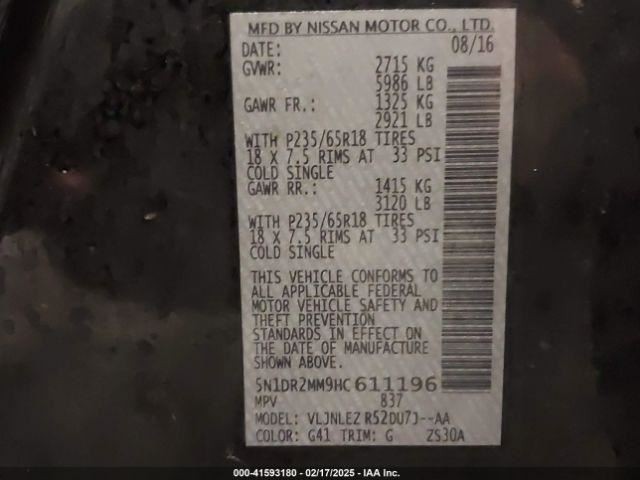 MFD BY NISSAN MOTOR CO., LTD.
DATE: 08/16
GVWR: 2715 KG
5986 LB
GAWR FR.: 1325 KG
2921 LB
WITH P235/65R18 TIRES
18 X 7.5 RIMS AT 33 PSI
COLD SINGLE
GAWR RR.: 1415 KG
3120 LB
WITH P235/65R18 TIRES
18 X 7.5 RIMS AT 33 PSI
COLD SINGLE
THIS VEHICLE CONFORMS TO
ALL APPLICABLE FEDERAL
MOTOR VEHICLE SAFETY AND
THEFT PREVENTION
STANDARDS IN EFFECT ON
THE DATE OF MANUFACTURE
SHOWN ABOVE.
5N1DR2MM9HC611196
MPV 837
MODEL: VLJNLEZ R52DU7J--AA
COLOR: G41 TRIM: G ZS30A
000-41593180 - 02/17/2025 - IAA Inc.